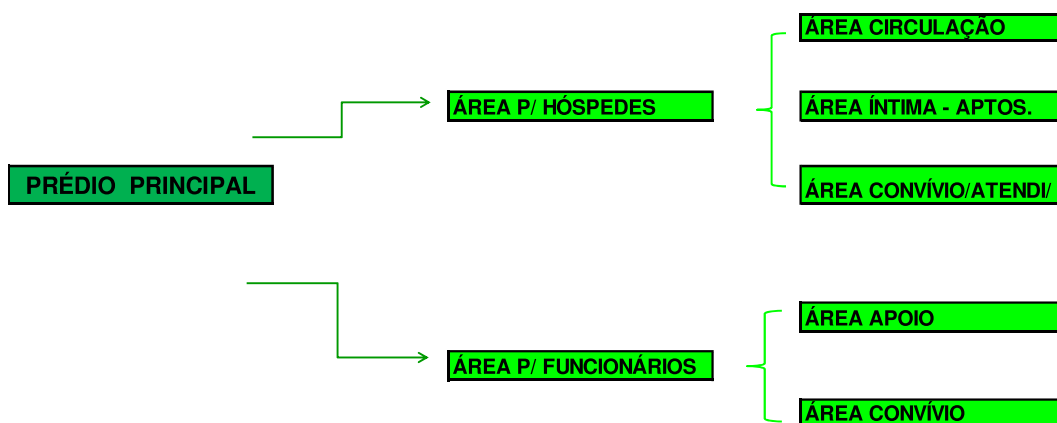 ÁREA CIRCULAÇÃO
ÁREA P/ HÓSPEDES
ÁREA ÍNTIMA - APTOS.
PRÉDIO PRINCIPAL
ÁREA CONVÍVIO/ATENDI/
ÁREA APOIO
ÁREA P/ FUNCIONÁRIOS
ÁREA CONVÍVIO